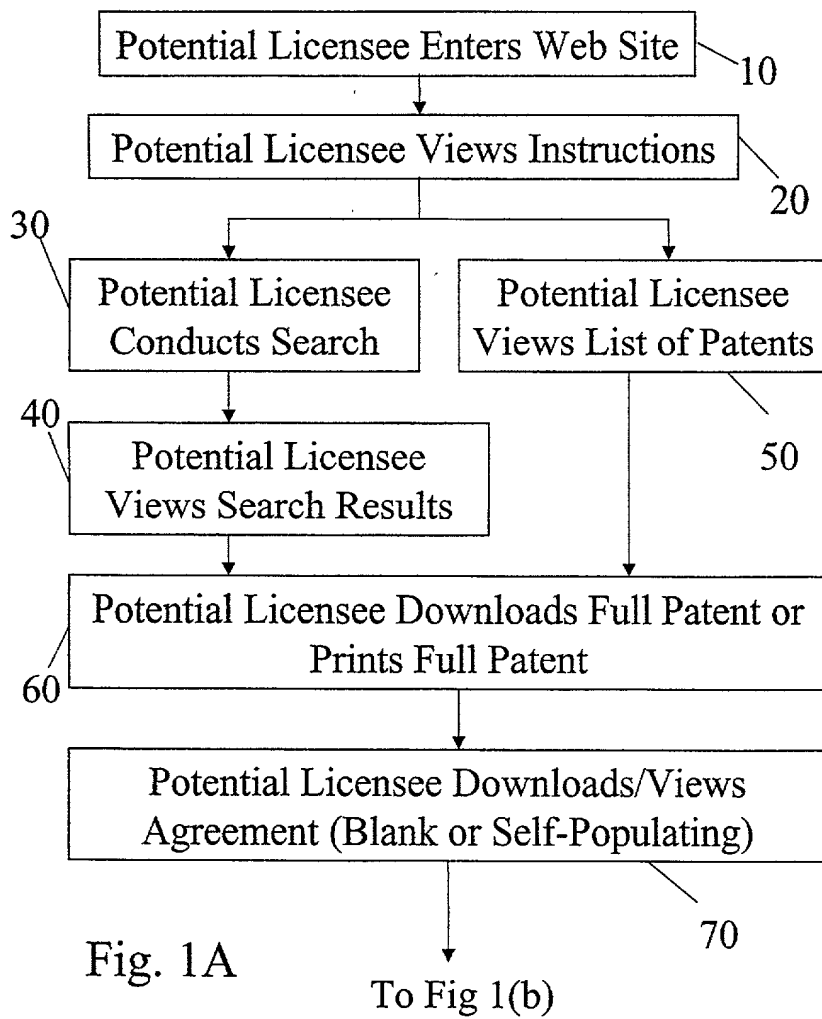 Potential Licensee Enters Web Site
10
Potential Licensee Views Instructions
20
30
Potential Licensee
Conducts Search
Potential Licensee
Views List of Patents
40
50
Potential Licensee
Views Search Results
Potential Licensee Downloads Full Patent or
Prints Full Patent
60
Potential Licensee Downloads/Views
Agreement (Blank or Self-Populating)
70
Fig. 1A
To Fig 1(b)